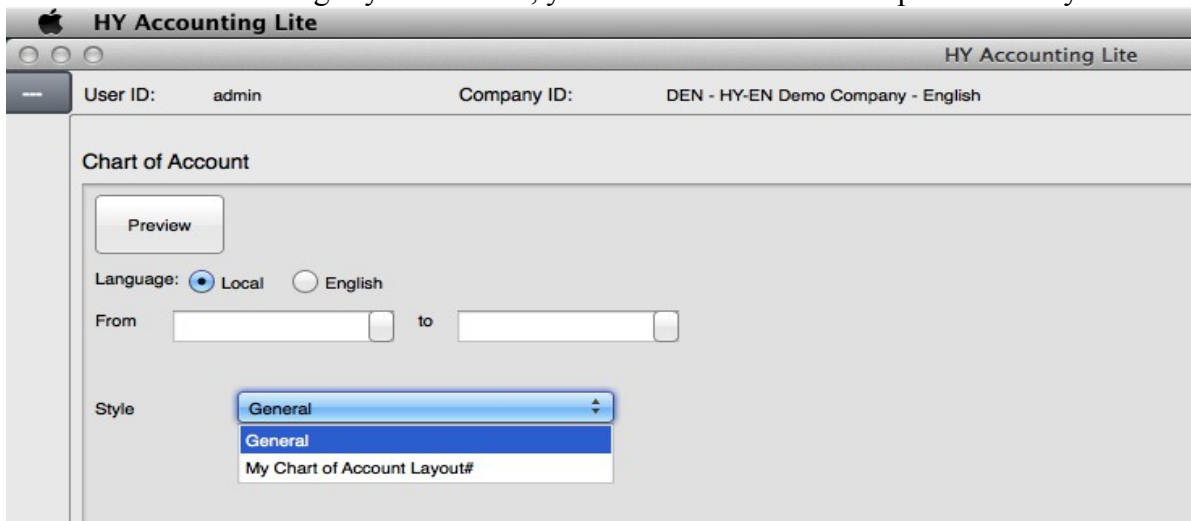 HY Accounting Lite
HY Accounting Lite
User ID: admin Company ID: DEN - HY-EN Demo Company - English
Chart of Account
Preview
Language: Local English
From to
Style General
General
My Chart of Account Layout#